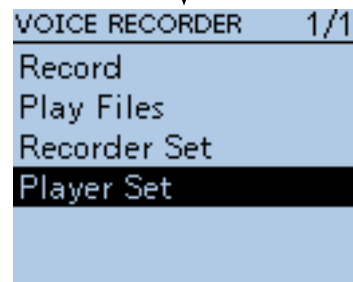 VOICE RECORDER 1/1
Record
Play Files
Recorder Set
Player Set